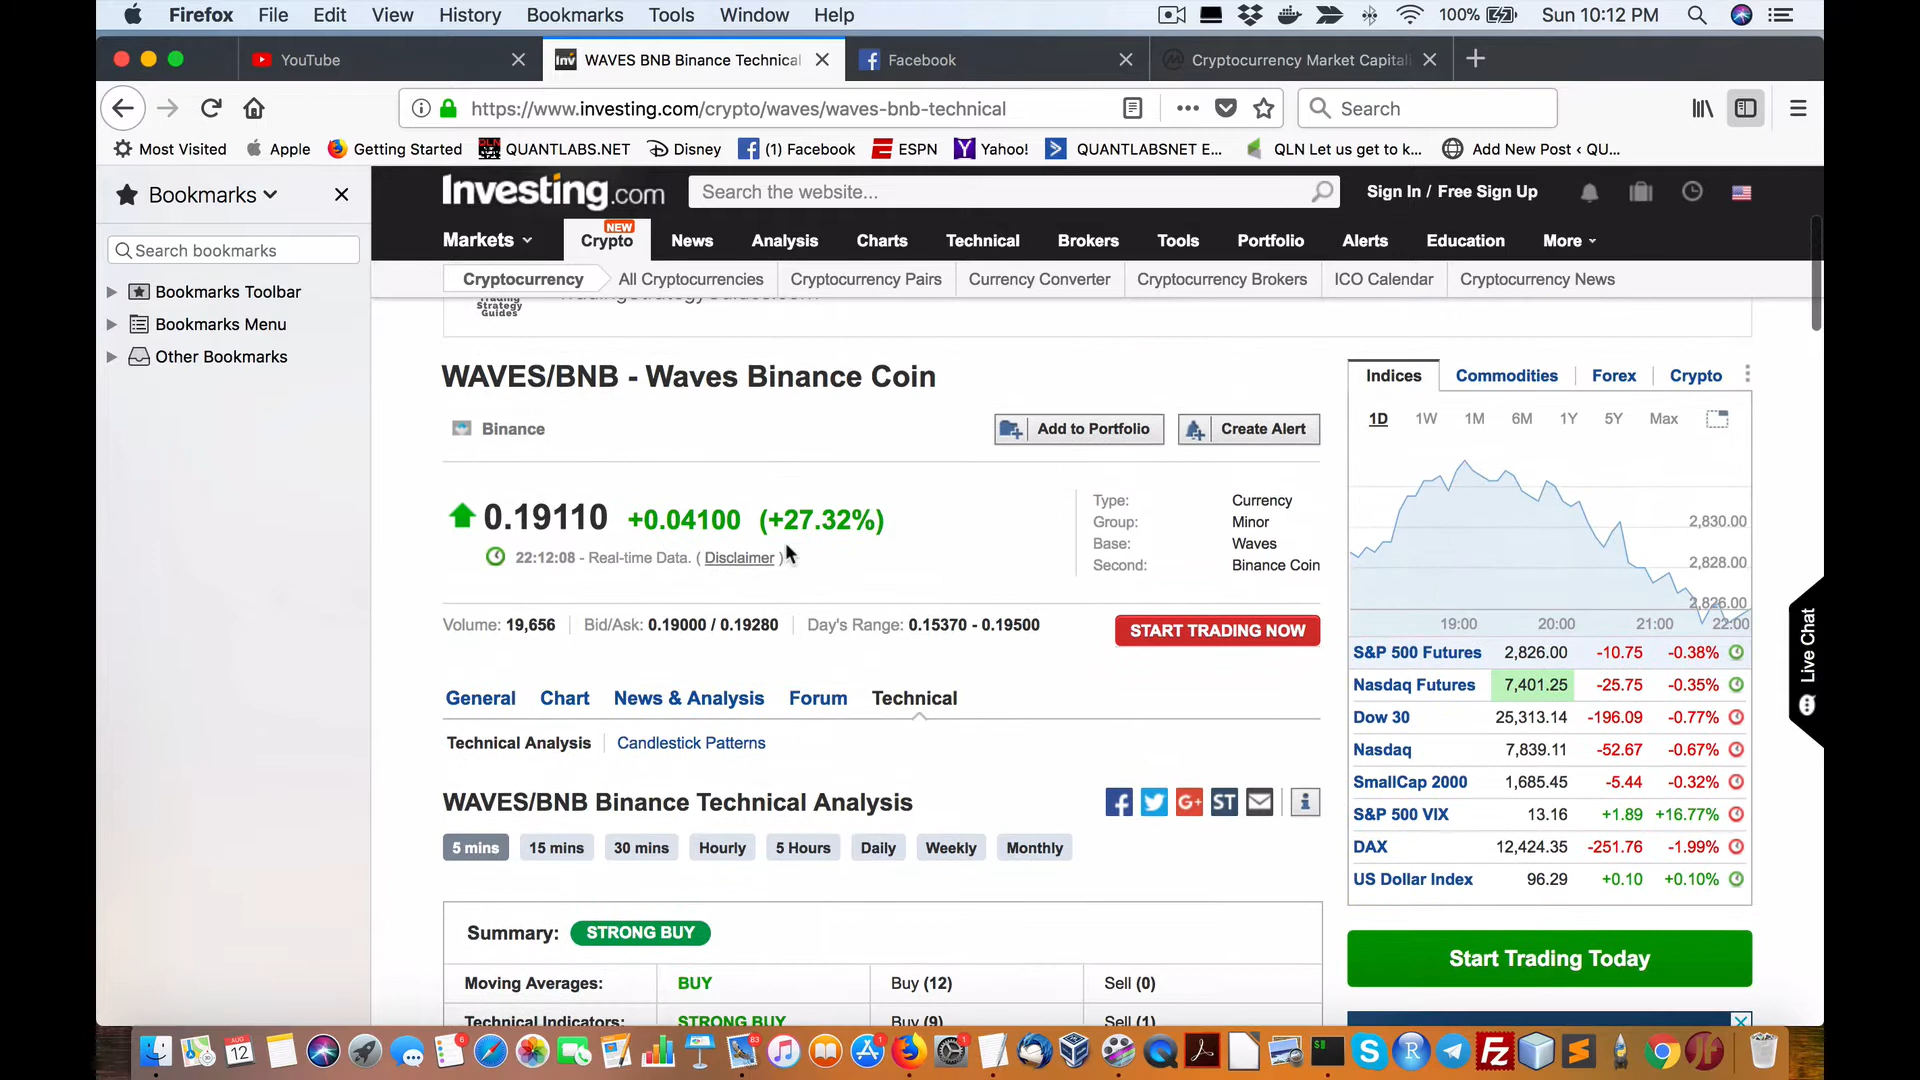 Firefox File Edit View History Bookmarks Tools Window Help 100% Sun 10:12 PM
YouTube WAVES BNB Binance Technical Facebook Cryptocurrency Market Capitali
https://www.investing.com/crypto/waves/waves-bnb-technical Search
Most Visited Apple Getting Started QUANTLABS.NET Disney (1) Facebook ESPN Yahoo! QUANTLABSNET E... QLN Let us get to k... Add New Post ‹ QU...
Bookmarks
Search bookmarks
Bookmarks Toolbar
Bookmarks Menu
Other Bookmarks
Investing.com Search the website... Sign In / Free Sign Up
NEW
Markets Crypto News Analysis Charts Technical Brokers Tools Portfolio Alerts Education More
Cryptocurrency All Cryptocurrencies Cryptocurrency Pairs Currency Converter Cryptocurrency Brokers ICO Calendar Cryptocurrency News
Strategy
Guides
WAVES/BNB - Waves Binance Coin
Binance Add to Portfolio Create Alert
0.19110 +0.04100 (+27.32%)
22:12:08 - Real-time Data. ( Disclaimer )
Type: Currency
Group: Minor
Base: Waves
Second: Binance Coin
Volume: 19,656 Bid/Ask: 0.19000 / 0.19280 Day's Range: 0.15370 - 0.19500
START TRADING NOW
General Chart News & Analysis Forum Technical
Technical Analysis Candlestick Patterns
WAVES/BNB Binance Technical Analysis
G+ ST i
5 mins 15 mins 30 mins Hourly 5 Hours Daily Weekly Monthly
Summary: STRONG BUY
Moving Averages: BUY Buy (12) Sell (0)
Technical Indicators: STRONG BUY Buy (9) Sell (1)
Indices Commodities Forex Crypto
1D 1W 1M 6M 1Y 5Y Max
2,830.00
2,828.00
2,826.00
19:00 20:00 21:00 22:00
S&P 500 Futures 2,826.00 -10.75 -0.38%
Nasdaq Futures 7,401.25 -25.75 -0.35%
Dow 30 25,313.14 -196.09 -0.77%
Nasdaq 7,839.11 -52.67 -0.67%
SmallCap 2000 1,685.45 -5.44 -0.32%
S&P 500 VIX 13.16 +1.89 +16.77%
DAX 12,424.35 -251.76 -1.99%
US Dollar Index 96.29 +0.10 +0.10%
Start Trading Today
Live Chat
AUG
12